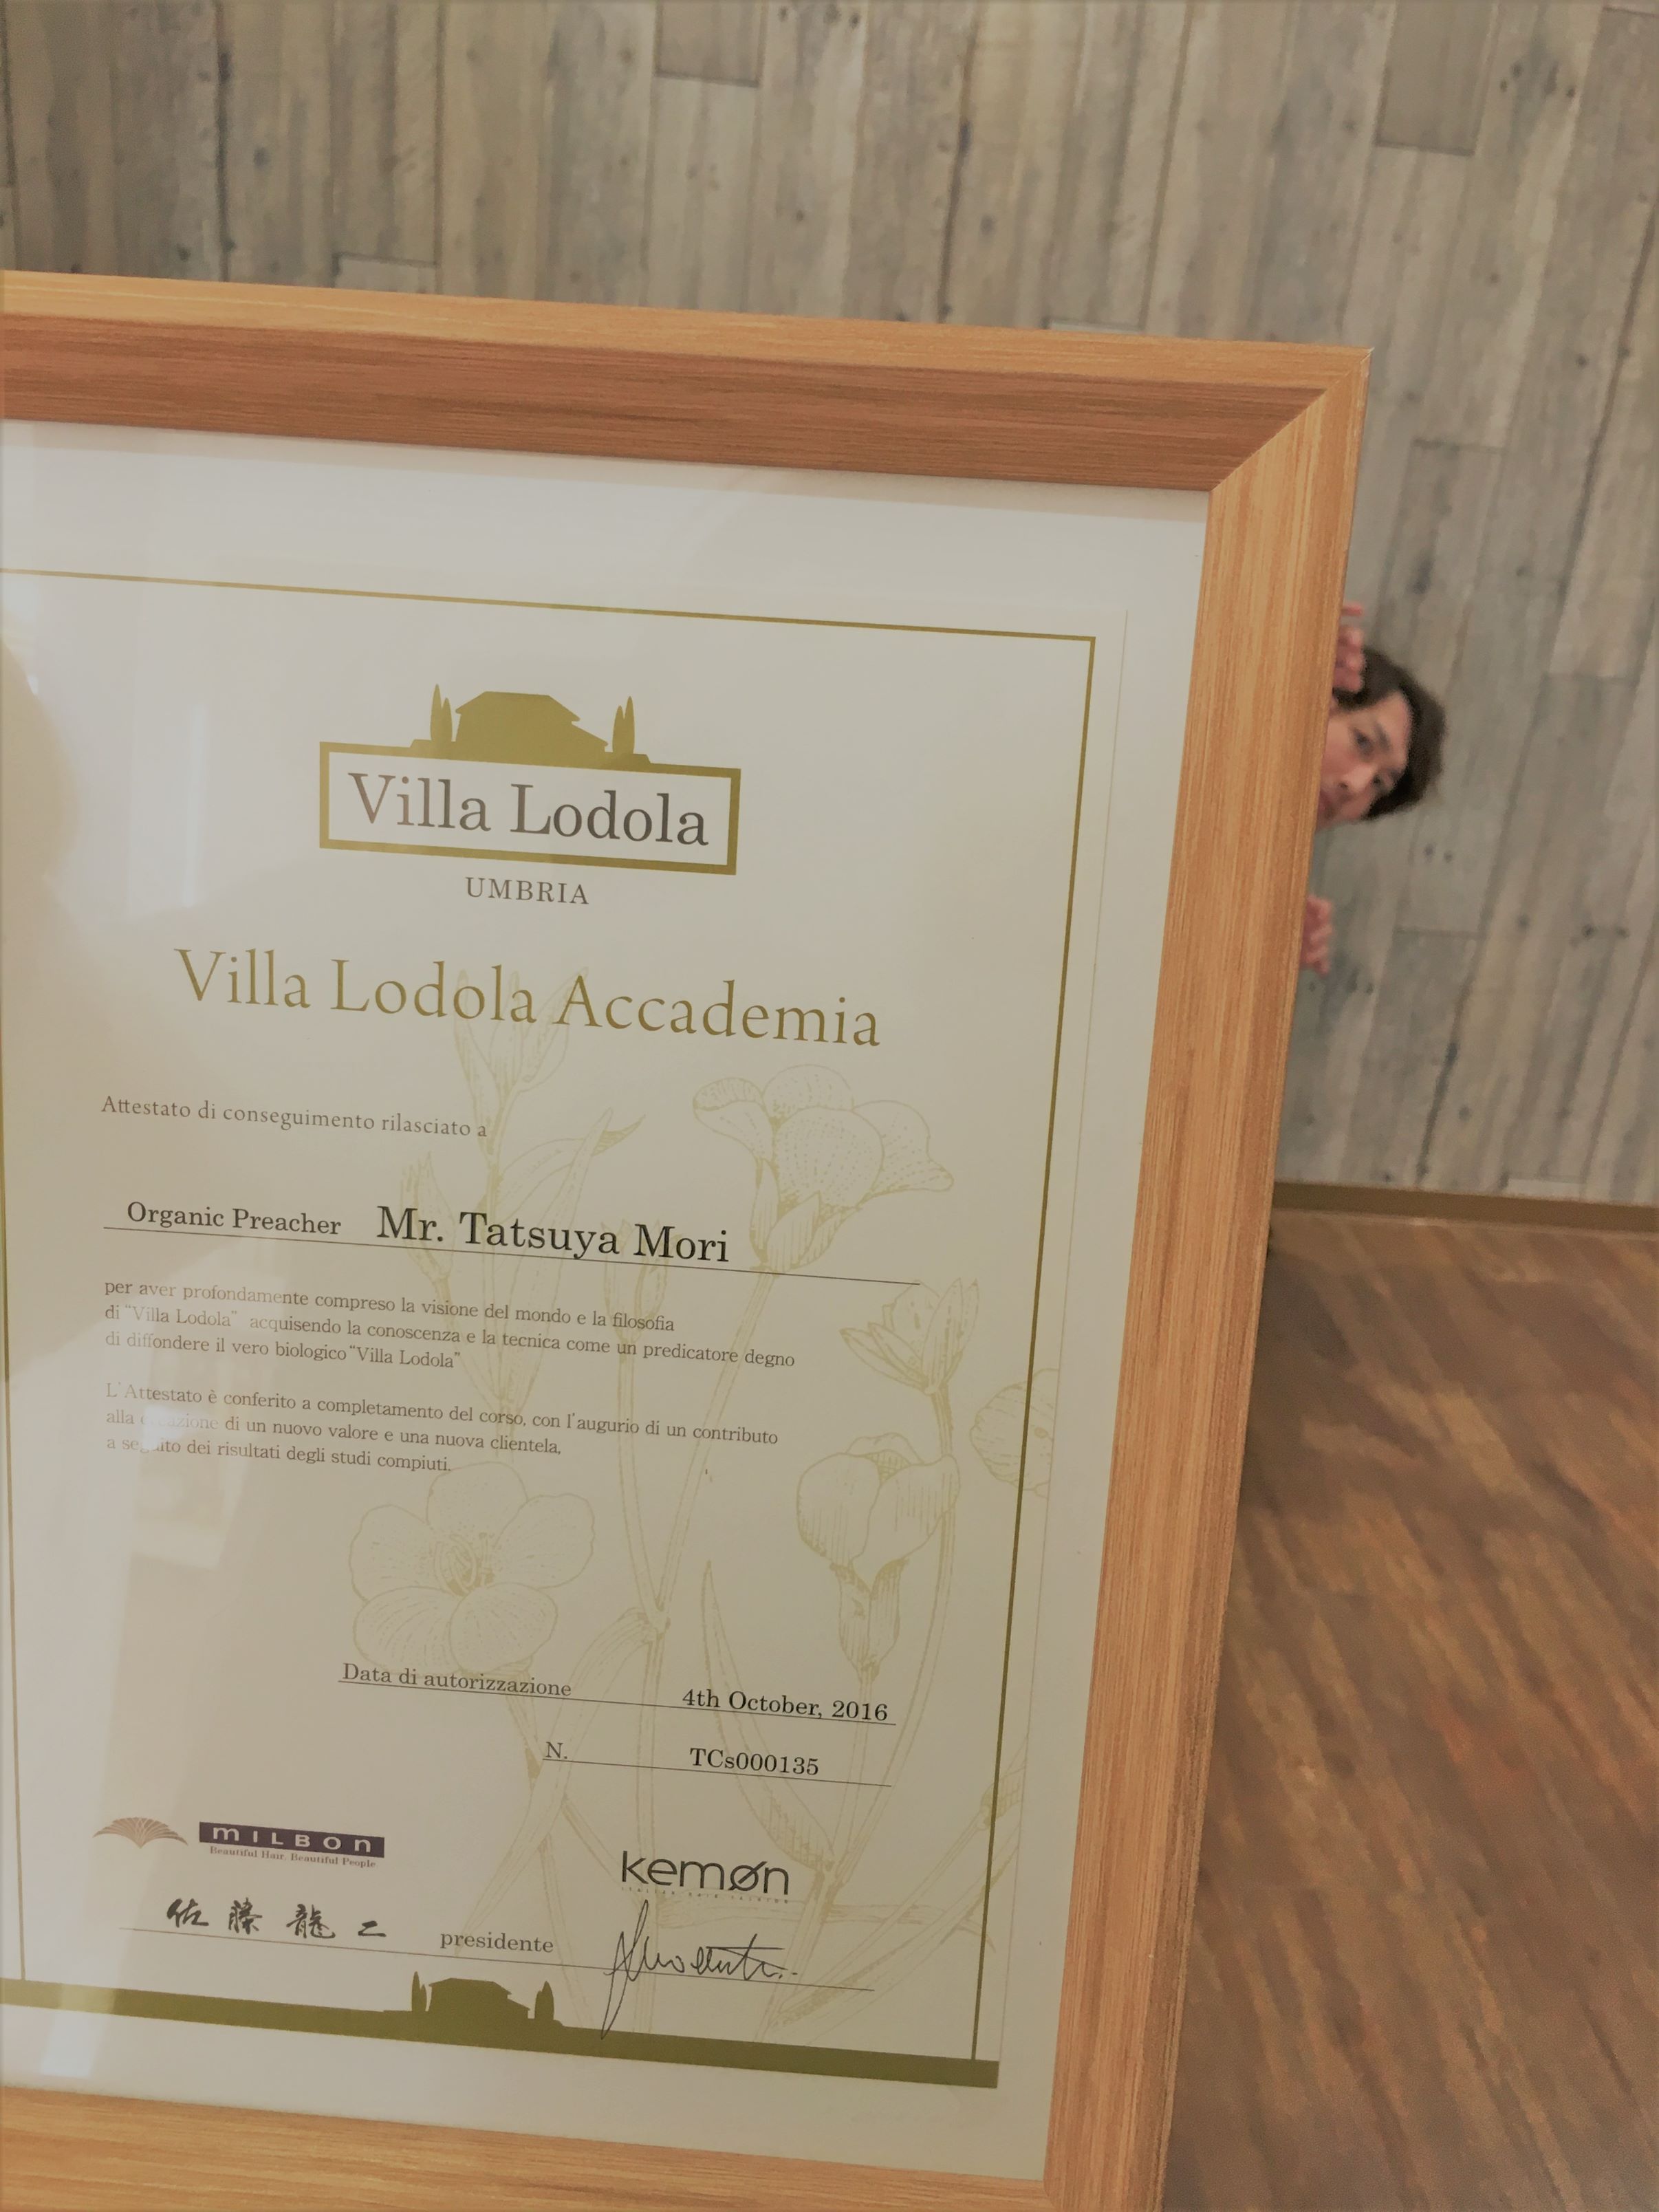 Villa Lodola
UMBRIA
Villa Lodola Accademia
Attestato di conseguimento rilasciato a
Organic Preacher Mr. Tatsuya Mori
per aver profondamente compreso la visione del mondo e la filosofia
di "Villa Lodola" acquisendo la conoscenza e la tecnica come un predicatore degno
di diffondere il vero biologico "Villa Lodola"
L'Attestato è conferito a completamento del corso, con l'augurio di un contributo
alla creazione di un nuovo valore e una nuova clientela,
a seguito dei risultati degli studi compiuti.
Data di autorizzazione 4th October, 2016
N. TCs000135
MILBON
Beautiful Hair. Beautiful People
kemøn
佐藤龍二 presidente